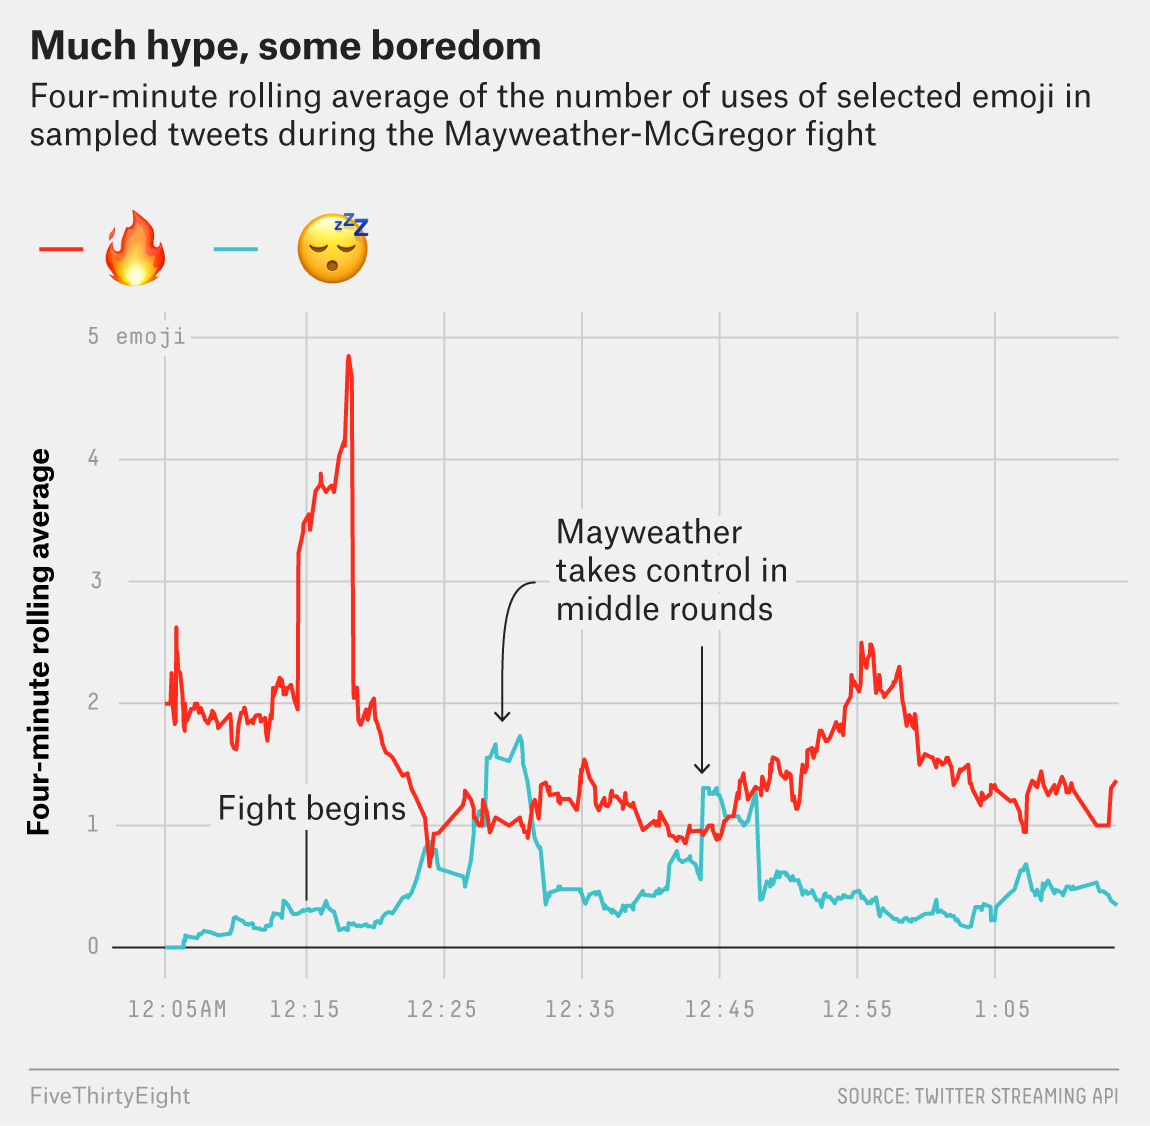 Much hype, some boredom
Four-minute rolling average of the number of uses of selected emoji in
sampled tweets during the Mayweather-McGregor fight
zzZ
5 emoji
4
3
2
1
0
Four-minute rolling average
Mayweather
takes control in
middle rounds
Fight begins
12:05AM 12:15 12:25 12:35 12:45 12:55 1:05
FiveThirtyEight
SOURCE: TWITTER STREAMING API